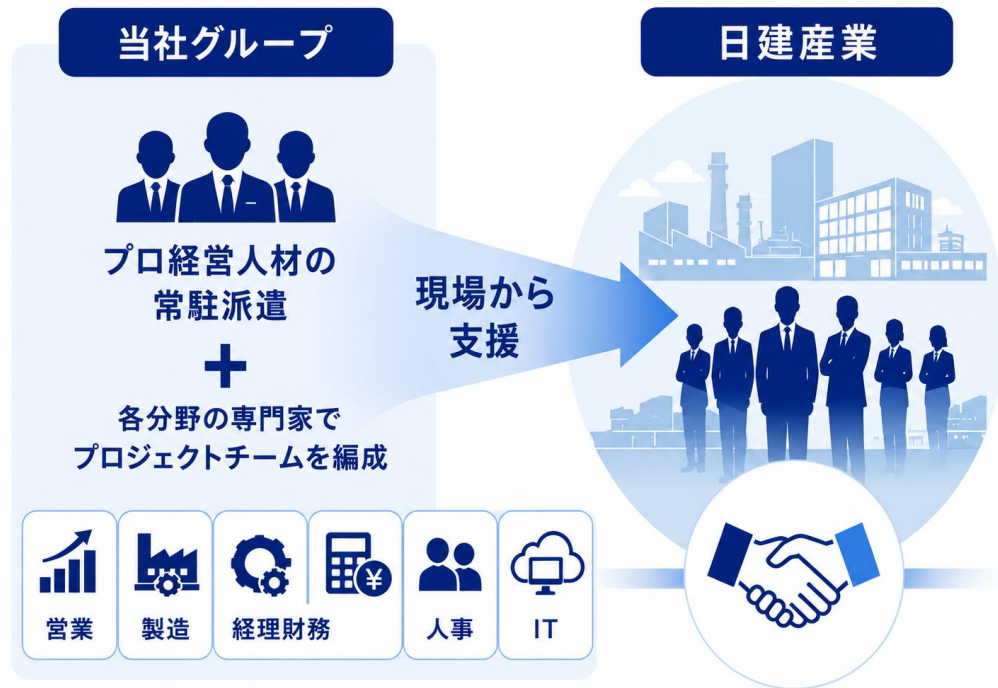 当社グループ
日建産業
プロ経営人材の
常駐派遣
+
各分野の専門家で
プロジェクトチームを編成
現場から
支援
¥
営業
製造
経理財務
人事
IT